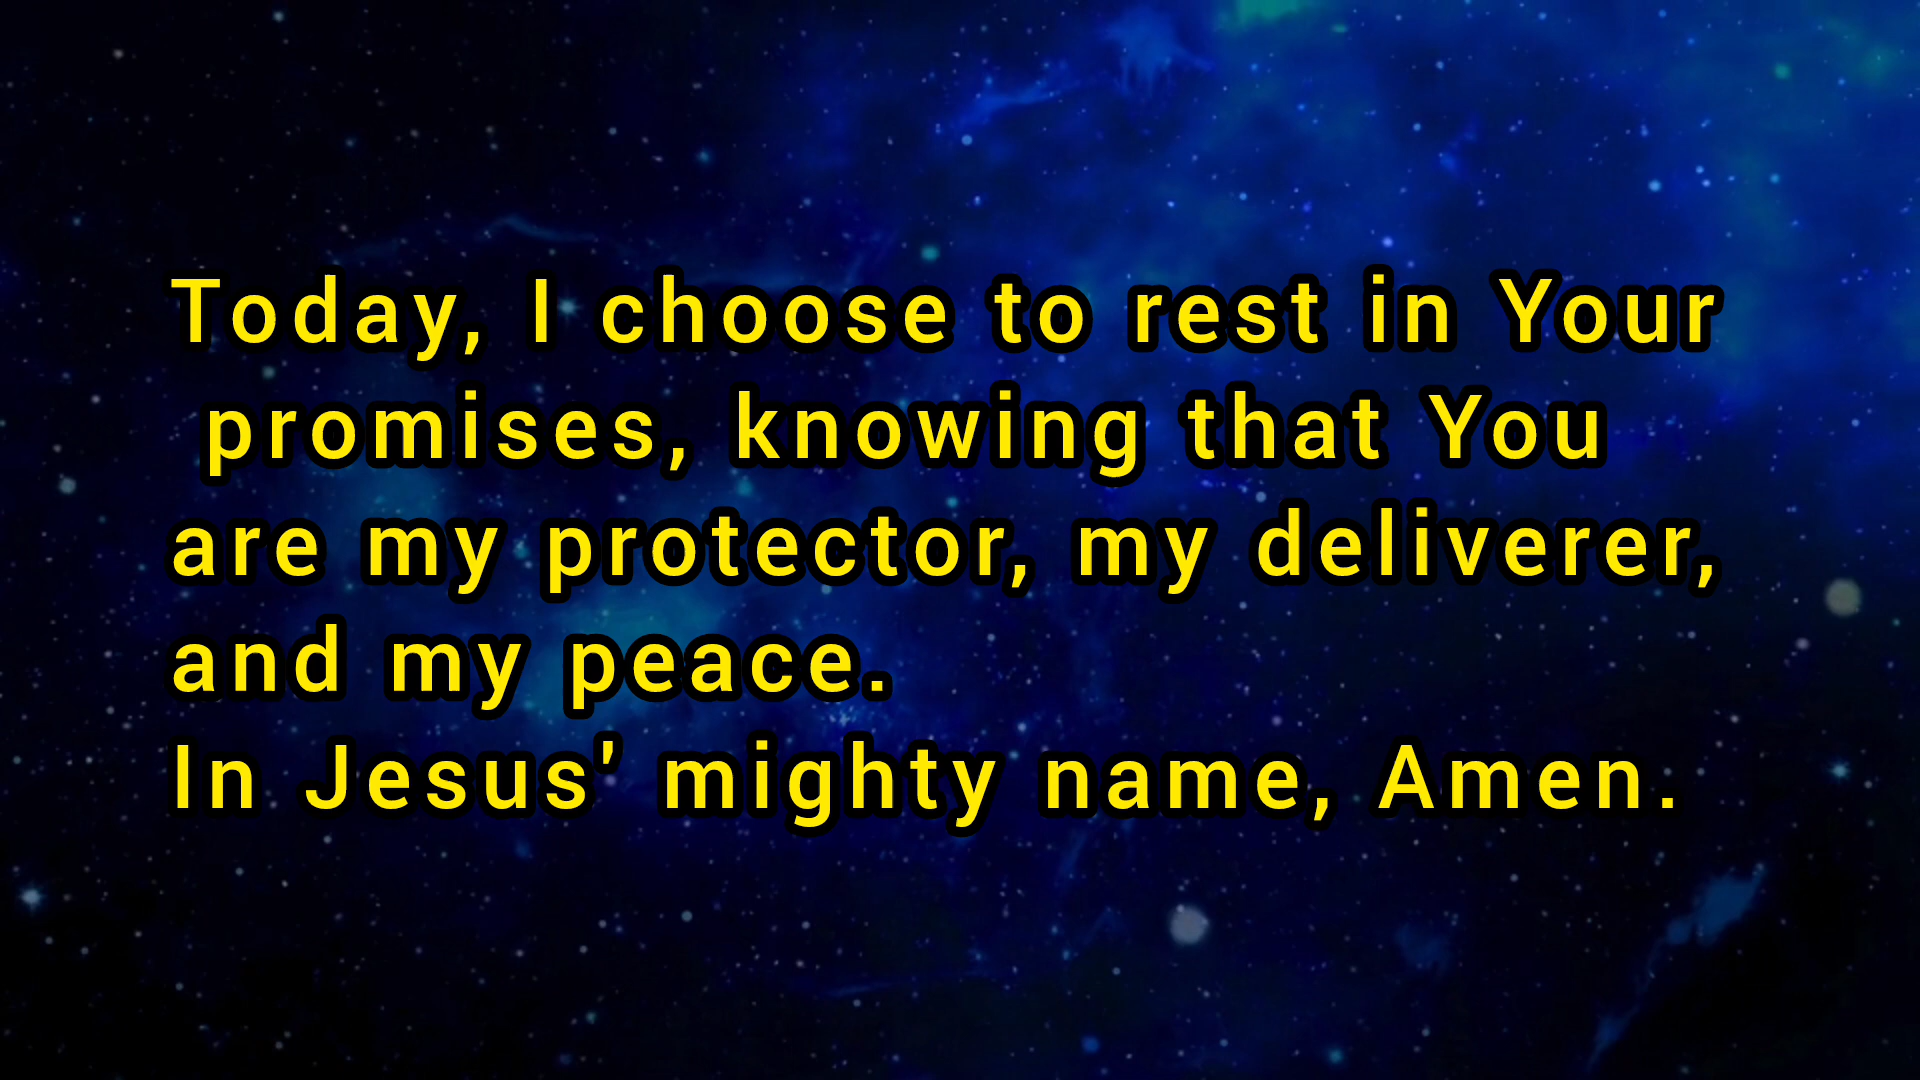 Today, I choose to rest in Your
promises, knowing that You
are my protector, my deliverer,
and my peace.
In Jesus' mighty name, Amen.